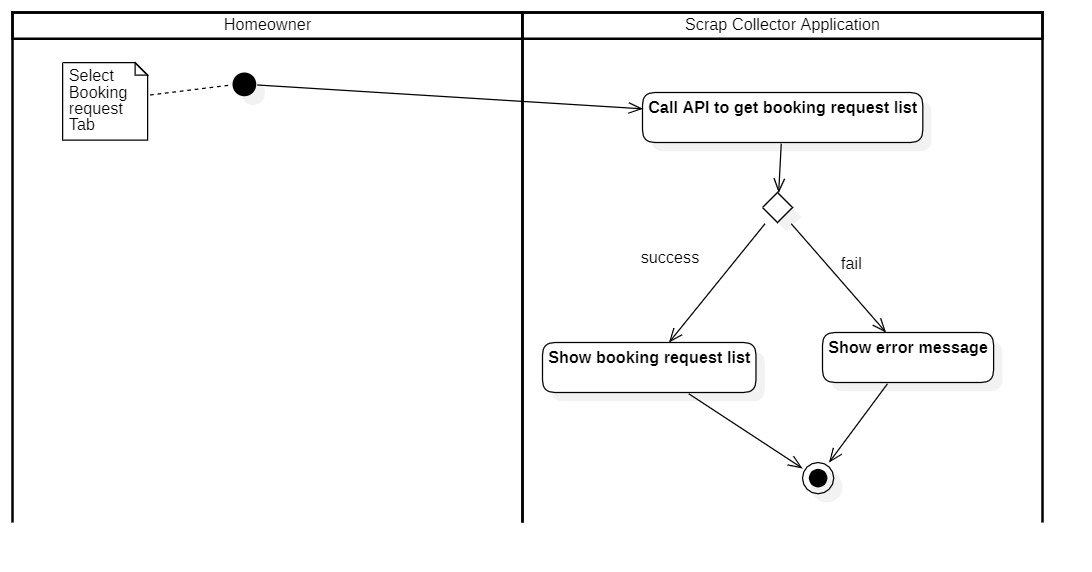 Homeowner
Scrap Collector Application
Select
Booking
request
Tab
Call API to get booking request list
success
fail
Show booking request list
Show error message